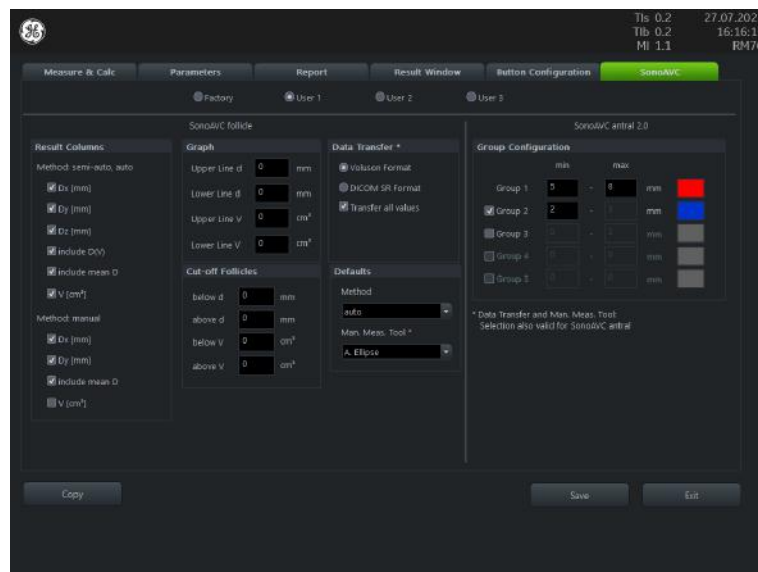 TIs 0.2 27.07.202
TIb 0.2 16:16:1
MI 1.1 RM7
Measure & Calc Parameters Report Result Window Button Configuration SonoAVC
Factory User 1 User 2 User 3
SonoAVC follicle SonoAVC antral 2.0
Result Columns Graph Data Transfer * Group Configuration
min max
Method: semi-auto, auto Upper Line d 0 mm Voluson Format
Dx [mm] Lower Line d 0 mm DICOM SR Format Group 1 5 - 8 mm
Dy [mm] Upper Line V 0 cm³ Transfer all values Group 2 2 - mm
Dz [mm] Group 3 - mm
include D(V) Lower Line V 0 cm³ Group 4 - mm
include mean D Cut-off Follicles Defaults Group 5 - mm
V [cm³] below d 0 mm Method
Method: manual above d 0 mm auto * Data Transfer and Man. Meas. Tool:
Selection also valid for SonoAVC antral
Dx [mm] below V 0 cm³ Man. Meas. Tool *
Dy [mm] above V 0 cm³ A. Ellipse
include mean D
V [cm³]
Copy Save Exit